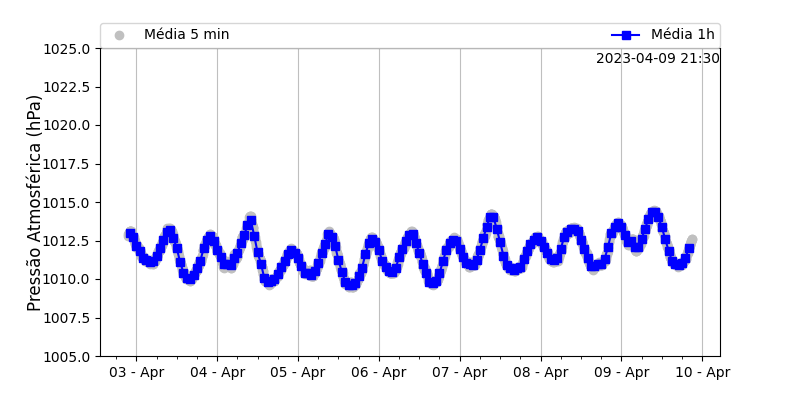 Média 5 min
Média 1h
2023-04-09 21:30
Pressão Atmosférica (hPa)
1025.0
1022.5
1020.0
1017.5
1015.0
1012.5
1010.0
1007.5
1005.0
03 - Apr
04 - Apr
05 - Apr
06 - Apr
07 - Apr
08 - Apr
09 - Apr
10 - Apr